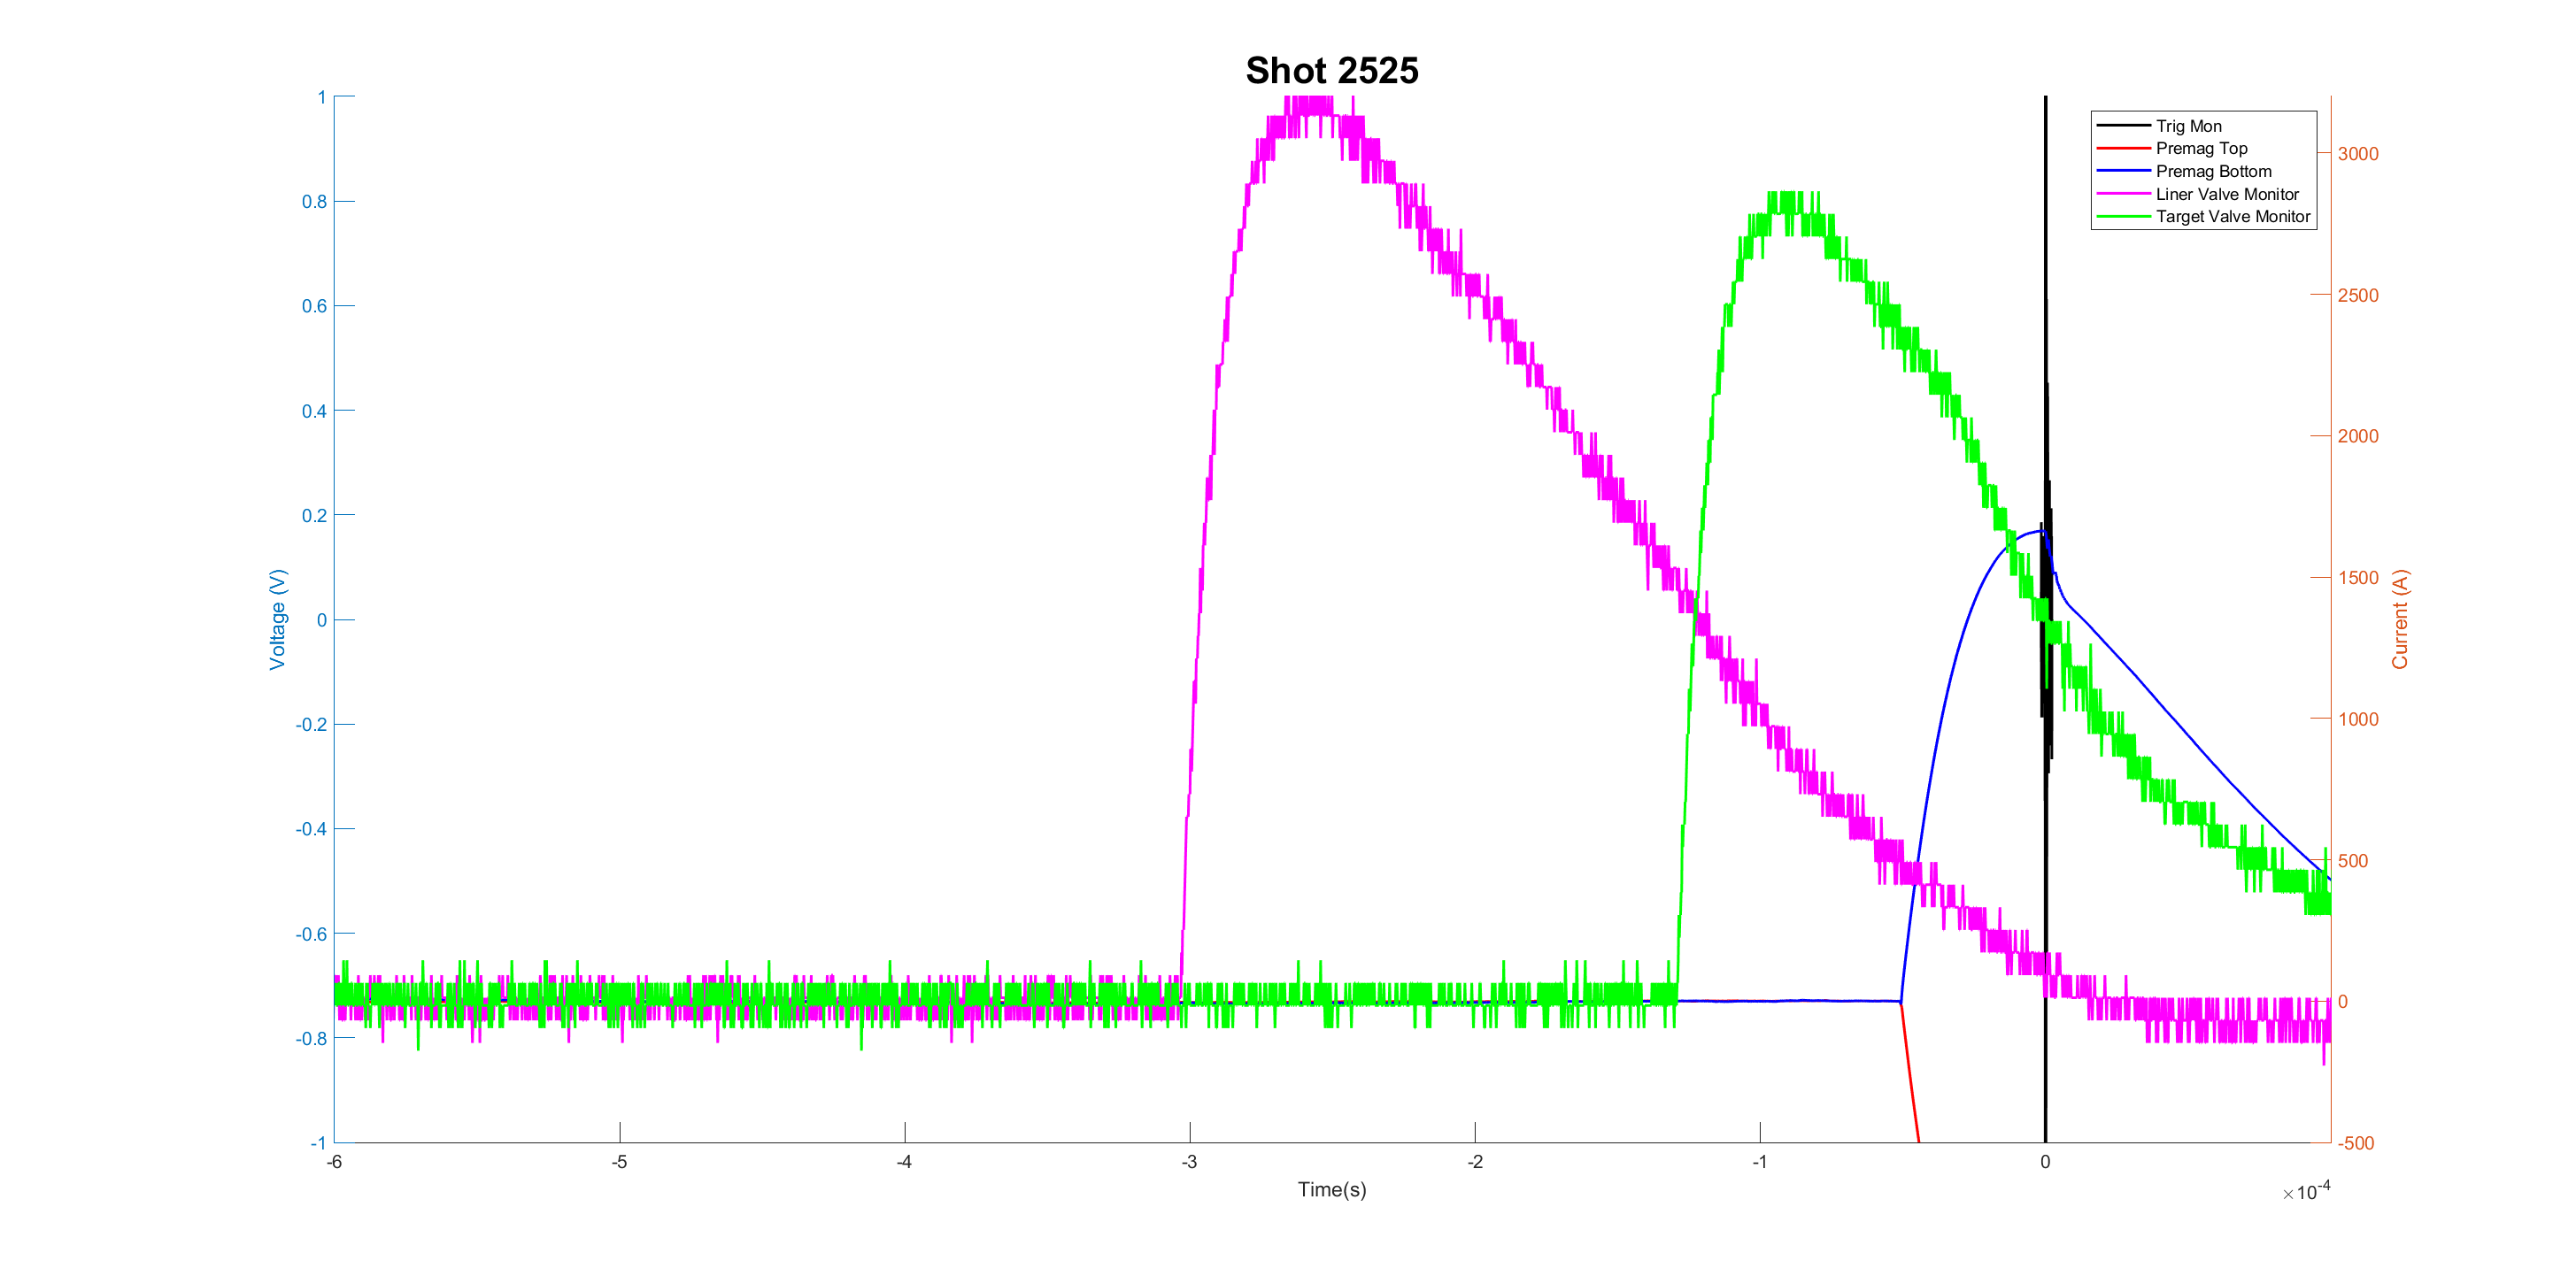 Shot 2525
Trig Mon
Premag Top
Premag Bottom
Liner Valve Monitor
Target Valve Monitor
Voltage (V)
1
0.8
0.6
0.4
0.2
0
-0.2
-0.4
-0.6
-0.8
-1
Current (A)
3000
2500
2000
1500
1000
500
0
-500
-6 -5 -4 -3 -2 -1 0
Time(s)
×10-4